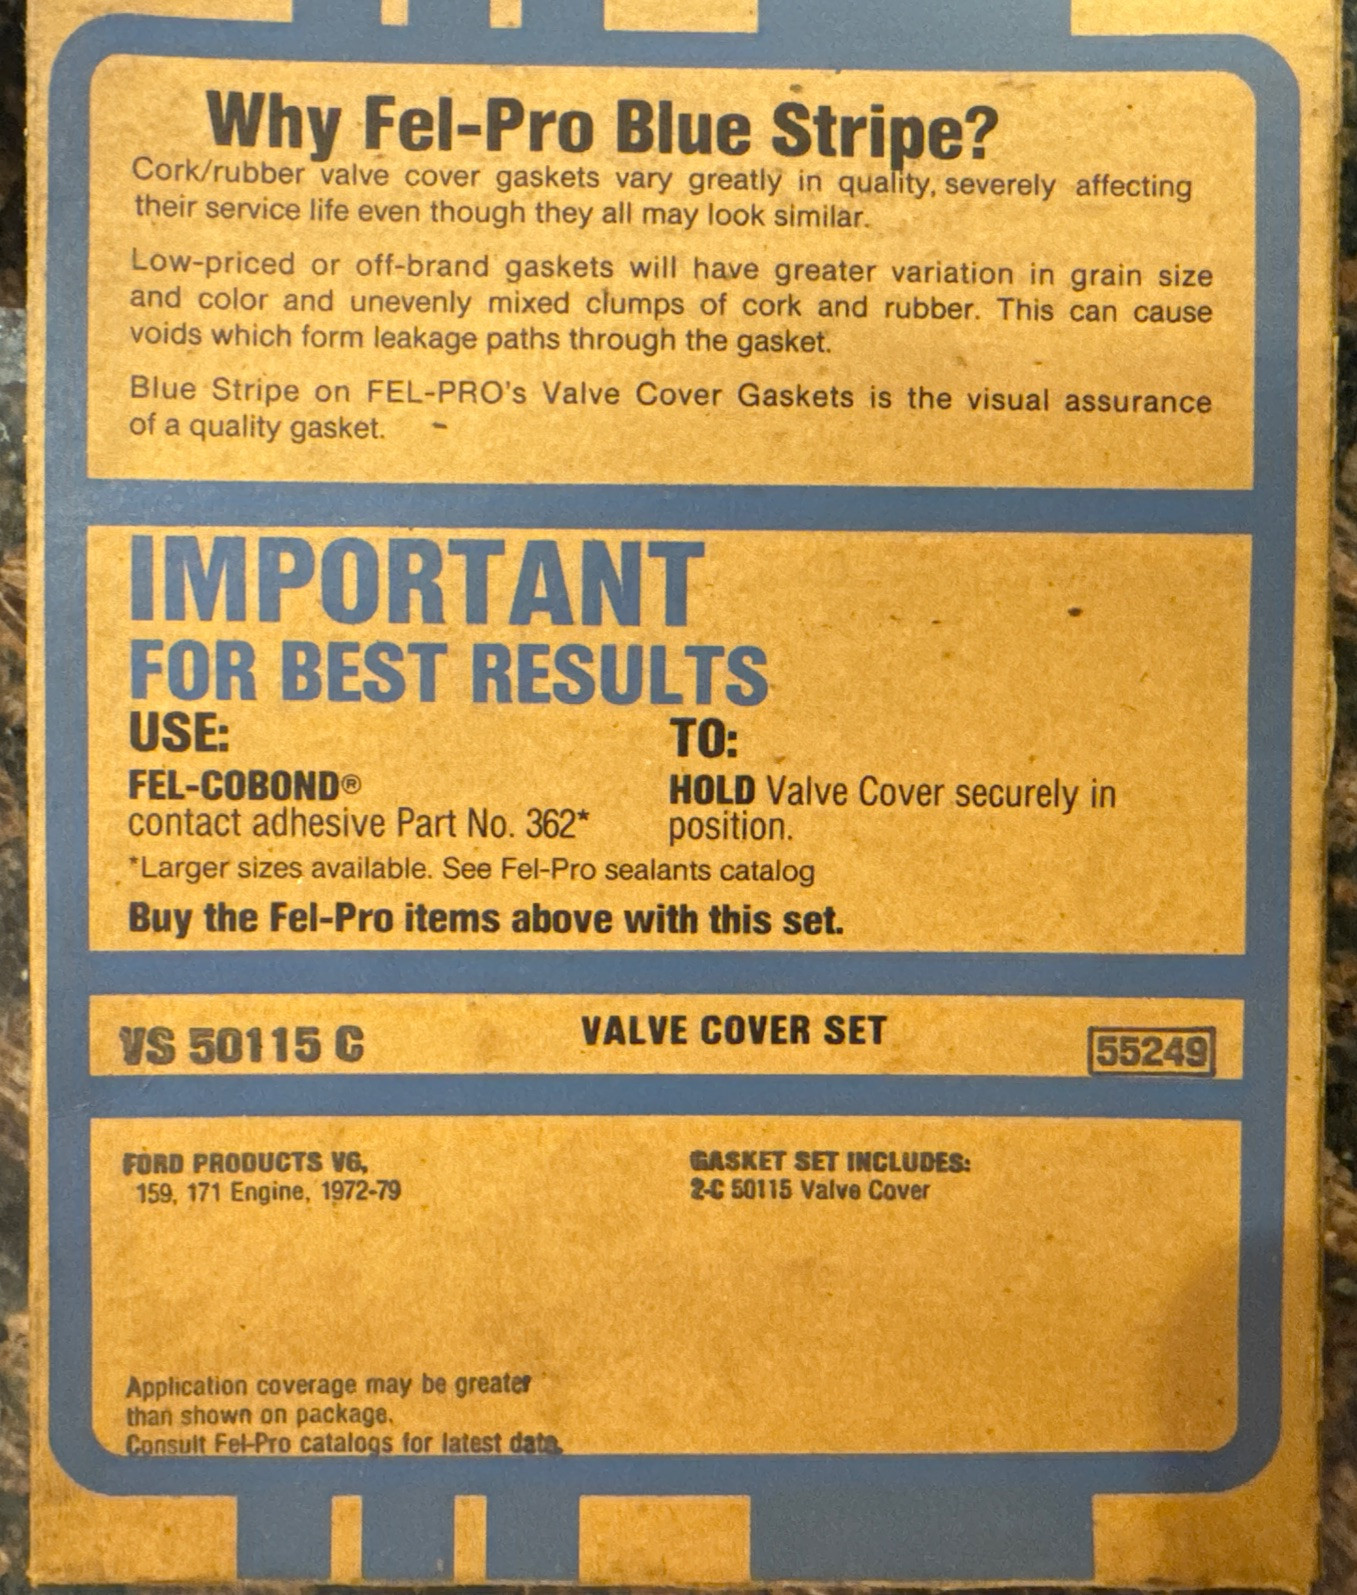 Why Fel-Pro Blue Stripe?
Cork/rubber valve cover gaskets vary greatly in quality, severely affecting
their service life even though they all may look similar.
Low-priced or off-brand gaskets will have greater variation in grain size
and color and unevenly mixed clumps of cork and rubber. This can cause
voids which form leakage paths through the gasket.
Blue Stripe on FEL-PRO's Valve Cover Gaskets is the visual assurance
of a quality gasket.
IMPORTANT
FOR BEST RESULTS
USE:
FEL-COBOND®
contact adhesive Part No. 362*
TO:
HOLD Valve Cover securely in
position.
*Larger sizes available. See Fel-Pro sealants catalog
Buy the Fel-Pro items above with this set.
VS 50115 C
VALVE COVER SET
55249
FORD PRODUCTS V6,
159, 171 Engine, 1972-79
GASKET SET INCLUDES:
2-C 50115 Valve Cover
Application coverage may be greater
than shown on package.
Consult Fel-Pro catalogs for latest data.